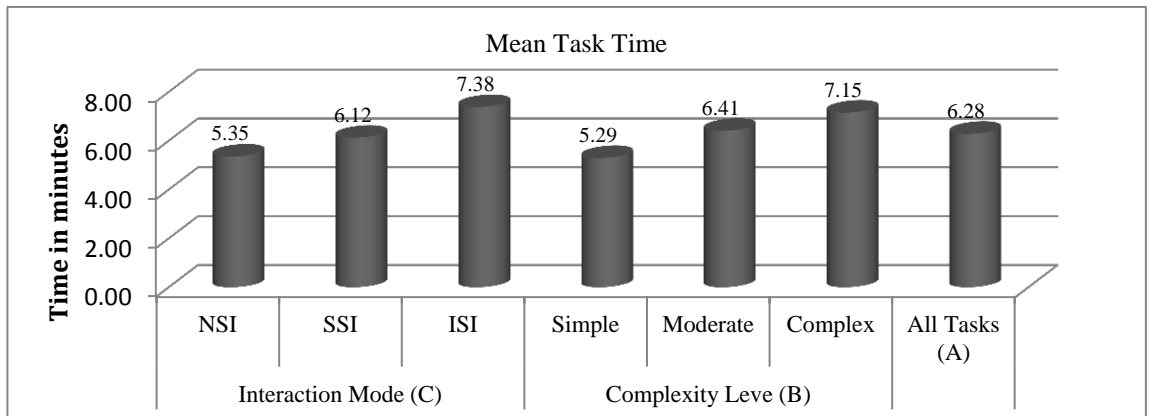 Mean Task Time
Time in minutes
8.00
6.00
4.00
2.00
0.00
5.35
6.12
7.38
5.29
6.41
7.15
6.28
NSI
SSI
ISI
Simple
Moderate
Complex
All Tasks
(A)
Interaction Mode (C)
Complexity Leve (B)